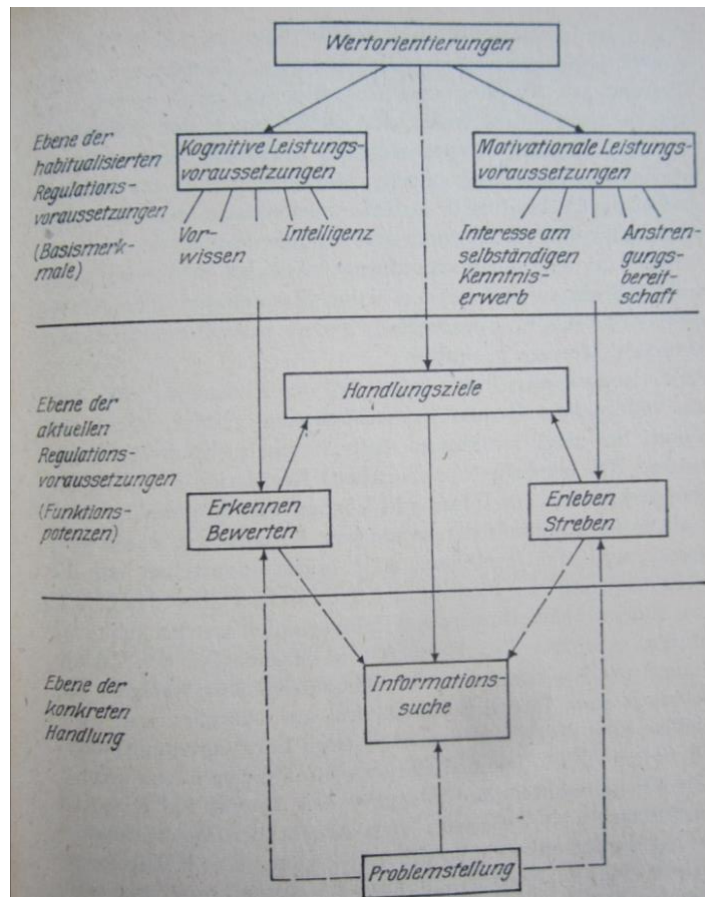 Wertorientierungen
Ebene der
habitualisierten
Regulations-
voraussetzungen
(Basismerk-
male)
Kognitive Leistungs-
voraussetzungen
Motivationale Leistungs-
voraussetzungen
Vor-
wissen
Intelligenz
Interesse am
selbständigen
Kenntnis-
erwerb
Anstren-
gungs-
bereit-
schaft
Ebene der
aktuellen
Regulations-
voraussetzungen
(Funktions-
potenzen)
Handlungsziele
Erkennen
Bewerten
Erleben
Streben
Ebene der
konkreten
Handlung
Informations-
suche
Problemstellung